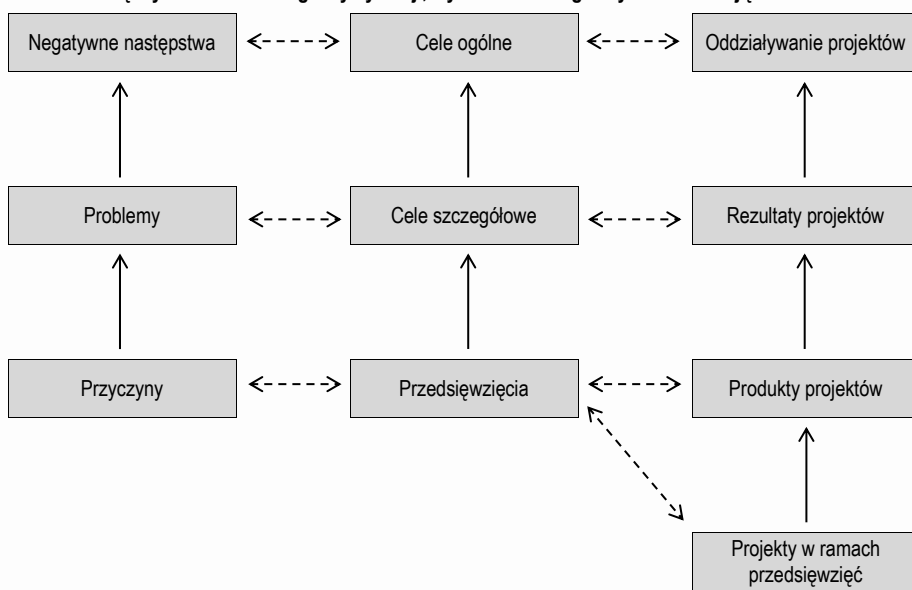 Negatywne następstwa
Cele ogólne
Oddziaływanie projektów
Problemy
Cele szczegółowe
Rezultaty projektów
Przyczyny
Przedsięwzięcia
Produkty projektów
Projekty w ramach
przedsięwzięć